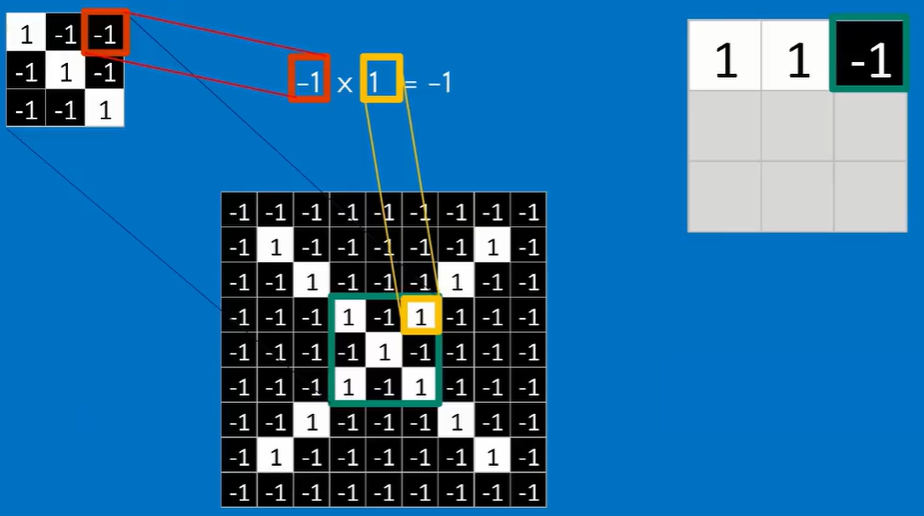 1 -1 -1
-1 1 -1
-1 -1 1
-1 x 1 = -1
1 1 -1
-1 -1 -1 -1 -1 -1 -1 -1 -1
-1 1 -1 -1 -1 -1 -1 1 -1
-1 -1 1 -1 -1 -1 1 -1 -1
-1 -1 -1 1 -1 1 -1 -1 -1
-1 -1 -1 -1 1 -1 -1 -1 -1
-1 -1 -1 1 -1 1 -1 -1 -1
-1 -1 1 -1 -1 -1 1 -1 -1
-1 1 -1 -1 -1 -1 -1 1 -1
-1 -1 -1 -1 -1 -1 -1 -1 -1